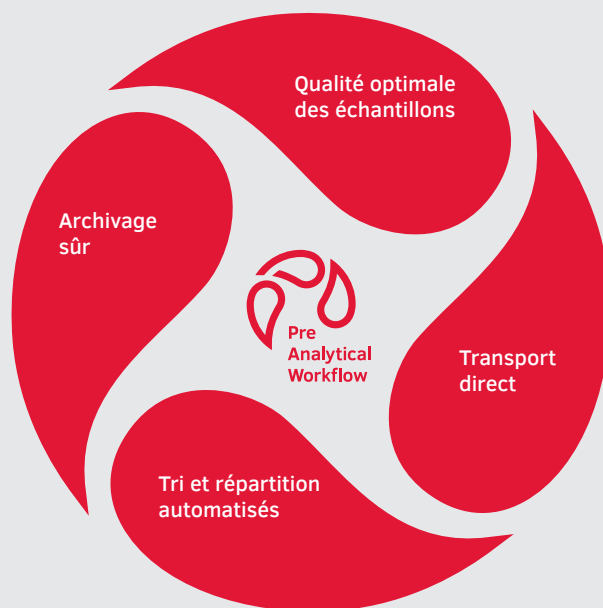 Qualité optimale
des échantillons
Archivage
sûr
Pre
Analytical
Workflow
Transport
direct
Tri et répartition
automatisés